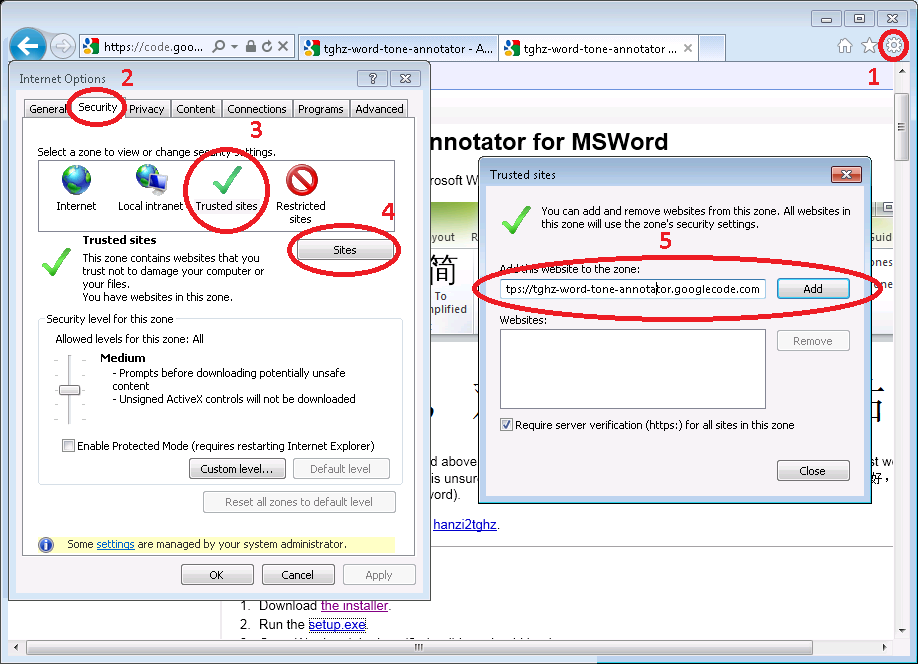 https://code.goo...
tghz-word-tone-annotator - A...
tghz-word-tone-annotator ...
1
Internet Options
2
General
Security
Privacy
Content
Connections
Programs
Advanced
3
Select a zone to view or change security settings.
Internet
Local intranet
Trusted sites
Restricted
sites
4
Trusted sites
Sites
This zone contains websites that you
trust not to damage your computer or
your files.
You have websites in this zone.
Security level for this zone
Allowed levels for this zone: All
Medium
- Prompts before downloading potentially unsafe
content
- Unsigned ActiveX controls will not be downloaded
Enable Protected Mode (requires restarting Internet Explorer)
Custom level...
Default level
Reset all zones to default level
Some settings are managed by your system administrator.
OK
Cancel
Apply
nnotator for MSWord
rosoft W
yout
R
简
To
nplified
Trusted sites
You can add and remove websites from this zone. All websites in
this zone will use the zone's security settings.
5
Add this website to the zone:
tps://tghz-word-tone-annotator.googlecode.com
Add
Websites:
Remove
Require server verification (https:) for all sites in this zone
Close
Guid
ones
ne
d above
st we
is unsure
好，
word).
hanzi2tghz.
1. Download the installer.
2. Run the setup.exe.